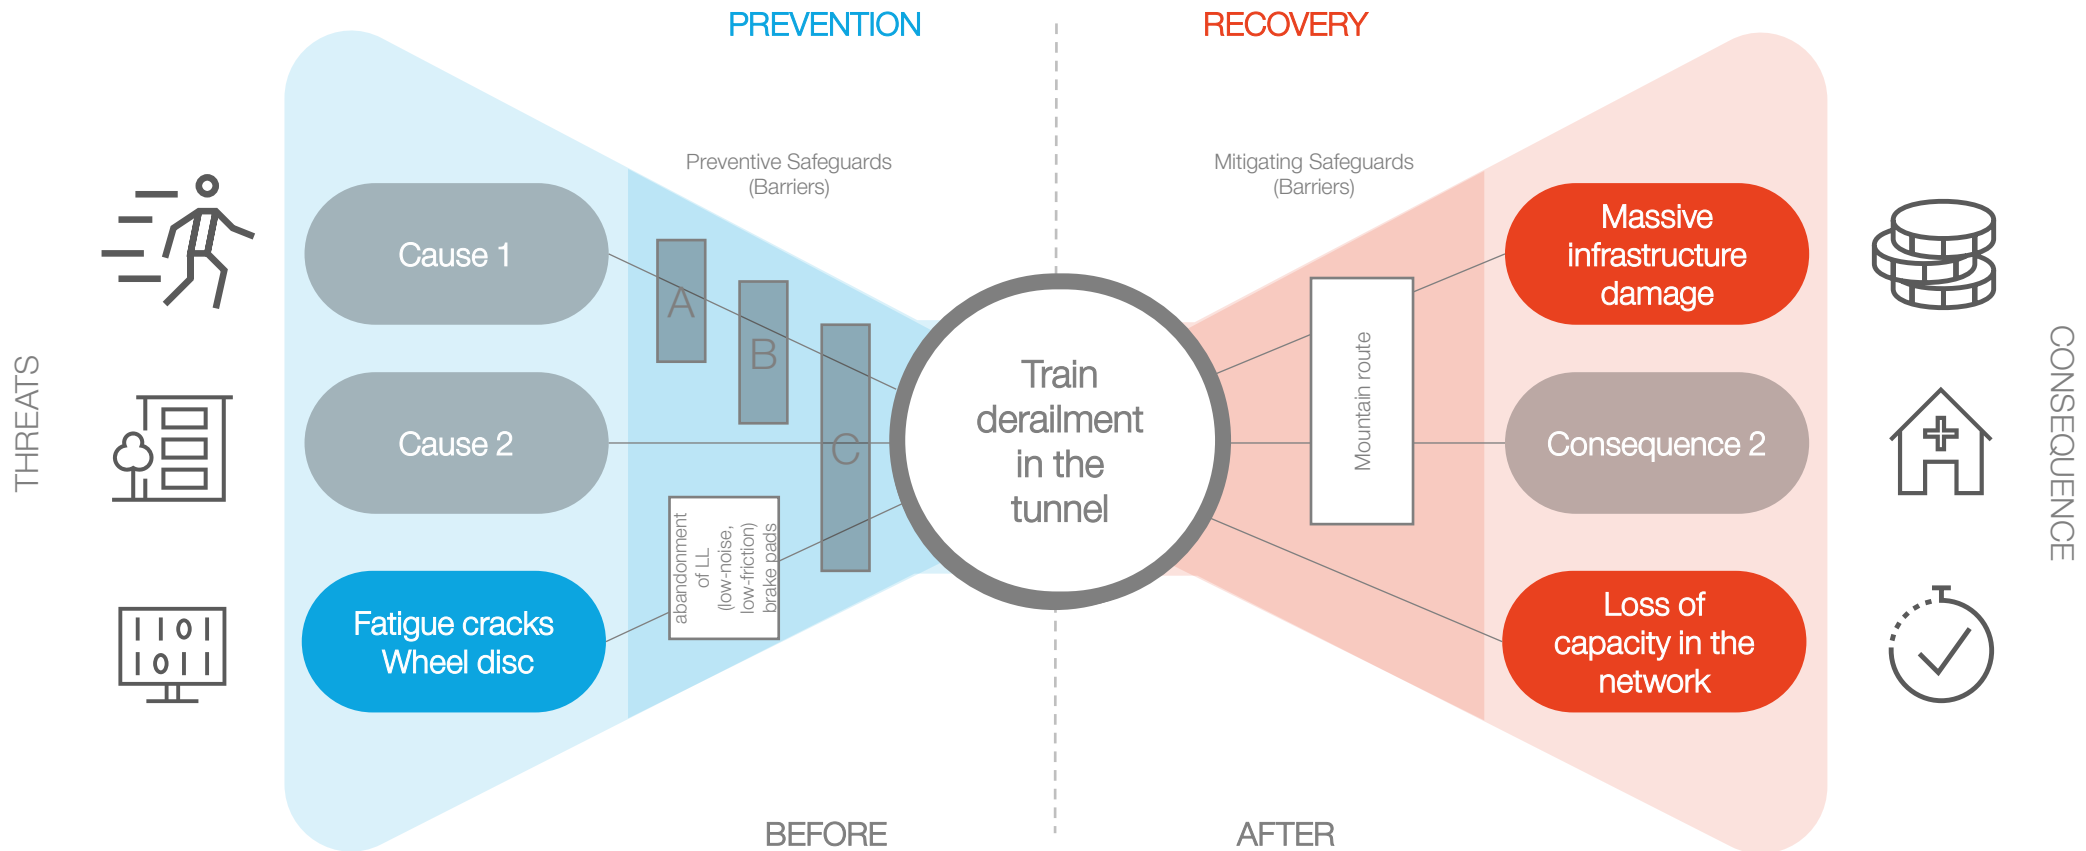 PREVENTION
RECOVERY
Preventive Safeguards
(Barriers)
Mitigating Safeguards
(Barriers)
THREATS
Cause 1
Cause 2
Fatigue cracks
Wheel disc
A
B
C
abandonment
of LL
(low-noise,
low-friction)
brake pads
Train
derailment
in the
tunnel
Mountain route
Massive
infrastructure
damage
Consequence 2
Loss of
capacity in the
network
CONSEQUENCE
BEFORE
AFTER